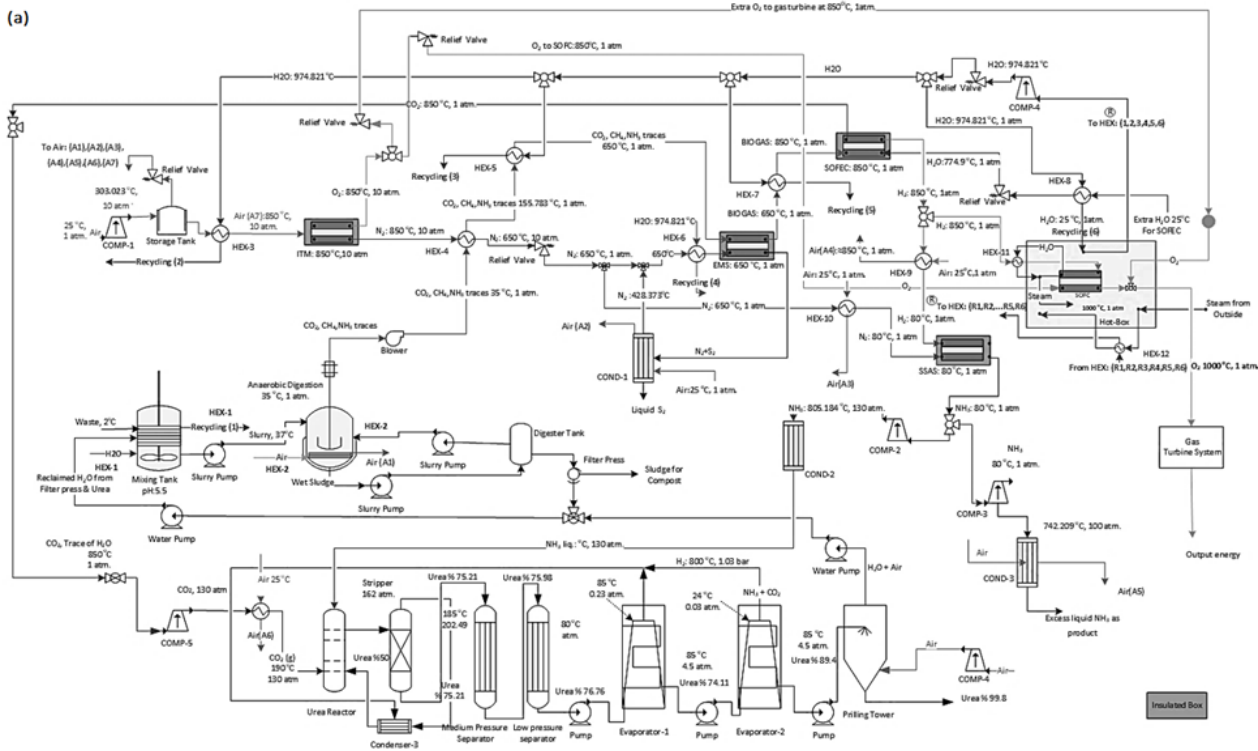 (a)
Extra O₂ to gas turbine at 850°C, 1atm.
Relief Valve
O₂ to SOFC:850°C, 1 atm
H2O: 974.821°C
H2O
H2O: 974.821°C
Relief Valve
COMP-4
CO₂: 850°C, 1 atm.
Relief Valve
H2O: 974.821°C, 1 atm
Ⓡ
To HEX: {1,2,3,4,5,6}
To Air: (A1),(A2),(A3),
(A4),(A5),(A6),(A7)
Relief Valve
CO₂, CH₄,NH₃ traces
650°C, 1 atm.
BIOGAS: 850°C, 1 atm.
SOFEC: 850°C, 1 atm
H₂O:774.9°C, 1 atm
HEX-5
Recycling (3)
HEX-7
HEX-8
303.023°C,
10 atm
O₂: 850°C, 10 atm.
H₂: 850°C, 1atm
Relief Valve
Recycling (5)
25°C,
1 atm.
Air
COMP-1
Storage Tank
Air (A7):850°C,
10 atm.
HEX-3
CO₂, CH₄,NH₃ traces 155.783°C, 1 atm.
BIOGAS: 650°C, 1 atm
H₂: 850°C, 1 atm
H₂O: 25°C, 1atm.
Recycling (6)
Extra H₂O 25°C
For SOFEC
Recycling (2)
ITM: 850°C,10 atm
N₂: 850°C, 10 atm
HEX-4
N₂: 650°C, 10 atm
Relief Valve
H₂O: 974.821°C
HEX-6
N₂: 650°C, 1 atm
650°C
EMS: 650°C, 1 atm
Recycling (4)
Air(A4):≈850°C, 1 atm.
HEX-9
HEX-11
H₂O
O₂
Air: 25°C, 1 atm.
Air: 25°C,1atm
O₂
SOFC
1000°C, 1 atm
Steam
Hot-Box
CO₂, CH₄,NH₃ traces 35°C, 1 atm
N₂ :428.373°C
N₂: 650°C, 1 atm
HEX-10
Ⓡ
To HEX: {R1,R2,...R5,R6}
H₂: 80°C, 1atm.
N₂: 80°C, 1 atm
Steam from
Outside
HEX-12
CO₂, CH₄,NH₃ traces
Blower
Air (A2)
N₂+S₂
COND-1
Air:25°C, 1 atm.
Liquid S₂
Air(A3)
SSAS: 80°C, 1 atm
From HEX: {R1,R2,R3,R4,R5,R6}
O₂ 1000°C, 1 atm.
Anaerobic Digestion
35°C, 1 atm.
Waste, 2°C
HEX-1
Recycling (1)
Slurry, 37°C
HEX-2
Digester Tank
NH₃: 805.184°C, 130atm.
NH₃: 80°C, 1 atm
COMP-2
H2O
HEX-1
Air
HEX-2
Air (A1)
Slurry Pump
Filter Press
COND-2
Gas
Turbine System
Reclaimed H₂O from
Filter press & Urea
Mixing Tank
pH:5.5
Slurry Pump
Wet Sludge
Slurry Pump
Sludge for
Compost
NH₃
80°C, 1 atm.
COMP-3
Water Pump
742.209°C, 100 atm.
NH₃ liq.: °C, 130 atm.
Water Pump
H₂O + Air
Air
COND-3
Air(A5)
Output energy
CO₂, Trace of H₂O
850°C
1 atm.
H₂: 800°C, 1.03 bar
Excess liquid NH₃ as
product
Air 25°C
Stripper
162 atm.
Urea % 75.21
Urea %75.98
85°C
0.23 atm.
24°C
0.03 atm.
NH₃ + CO₂
CO₂, 130 atm
185°C
202.49
80°C
atm.
85°C
4.5 atm.
COMP-5
Air(A6)
CO₂ (g)
190°C
130 atm
Urea %50
Urea
% 75.21
85°C
4.5 atm.
Urea % 89.4
Air
COMP-4
Air
Urea % 76.76
Urea % 74.11
Urea % 99.8
Urea Reactor
Condenser-3
Medium Pressure
Separator
Low pressure
separator
Pump
Evaporator-1
Pump
Evaporator-2
Pump
Prilling Tower
Insulated Box